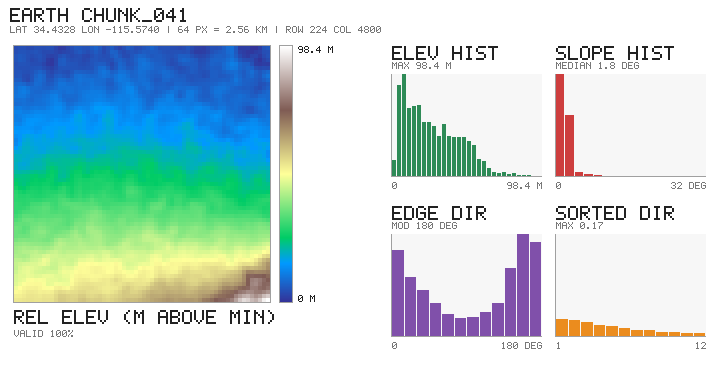 EARTH CHUNK_041
LAT 34.4328 LON -115.5740 | 64 PX = 2.56 KM | ROW 224 COL 4800
98.4 M
0 M
REL ELEV (M ABOVE MIN)
VALID 100%
ELEV HIST
MAX 98.4 M
0 98.4 M
SLOPE HIST
MEDIAN 1.8 DEG
0 32 DEG
EDGE DIR
MOD 180 DEG
0 180 DEG
SORTED DIR
MAX 0.17
1 12